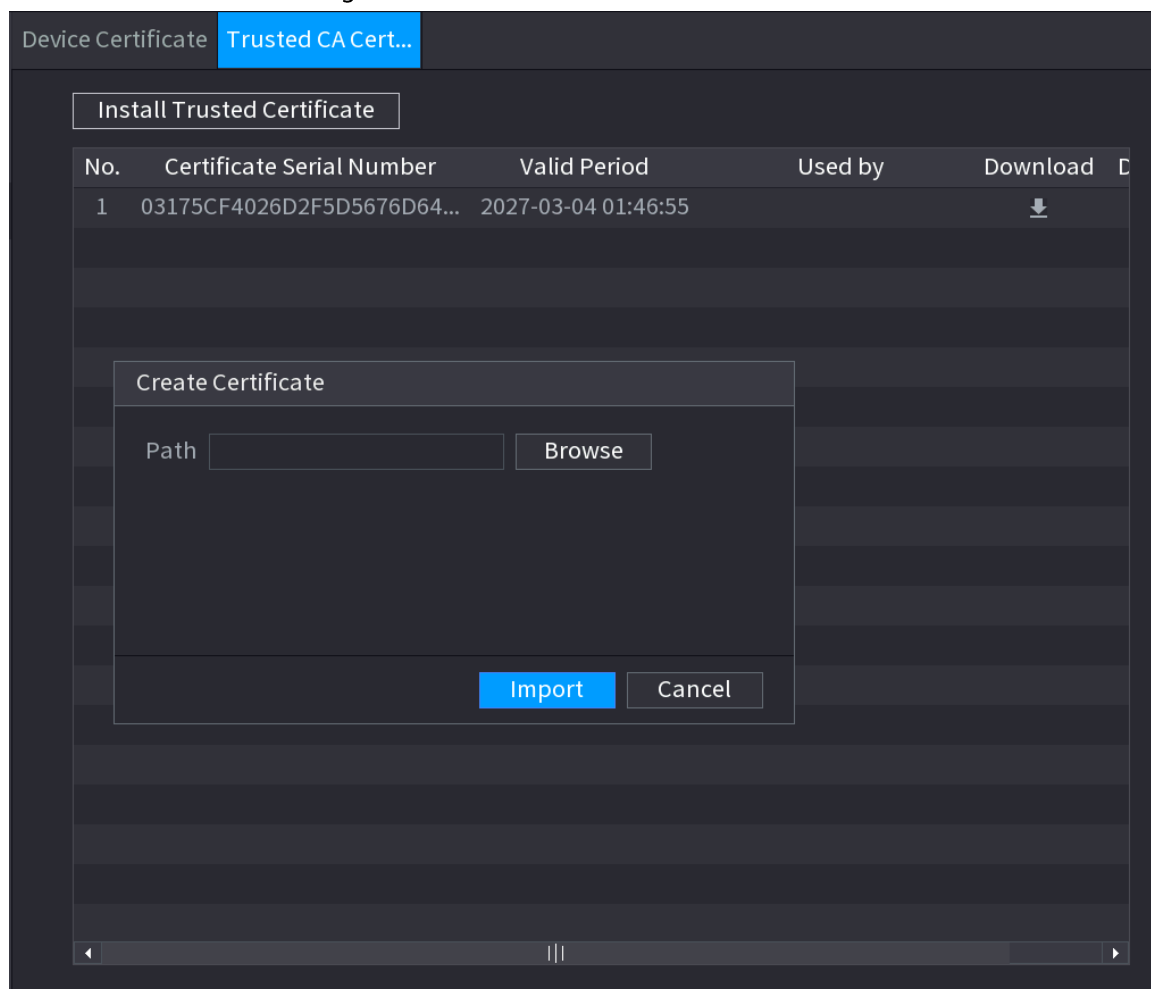 Device Certificate Trusted CA Cert...
Install Trusted Certificate
No. Certificate Serial Number Valid Period Used by Download D
1 03175CF4026D2F5D5676D64... 2027-03-04 01:46:55
Create Certificate
Path Browse
Import Cancel